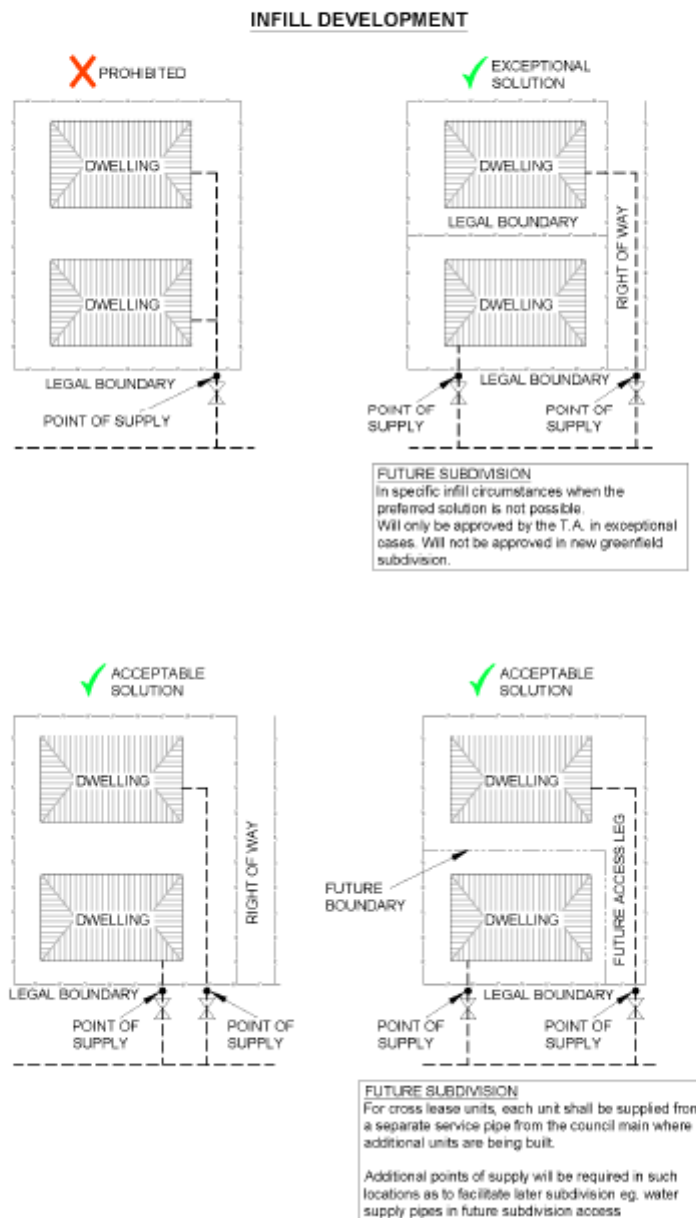 INFILL DEVELOPMENT
PROHIBITED
DWELLING
DWELLING
LEGAL BOUNDARY
POINT OF SUPPLY
EXCEPTIONAL
SOLUTION
DWELLING
LEGAL BOUNDARY
RIGHT OF WAY
DWELLING
LEGAL BOUNDARY
POINT OF
SUPPLY
POINT OF
SUPPLY
FUTURE SUBDIVISION
In specific infill circumstances when the
preferred solution is not possible.
Will only be approved by the T.A. in exceptional
cases. Will not be approved in new greenfield
subdivision.
ACCEPTABLE
SOLUTION
DWELLING
RIGHT OF WAY
DWELLING
LEGAL BOUNDARY
POINT OF
SUPPLY
POINT OF
SUPPLY
ACCEPTABLE
SOLUTION
DWELLING
FUTURE ACCESS LEG
FUTURE
BOUNDARY
DWELLING
LEGAL BOUNDARY
POINT OF
SUPPLY
POINT OF
SUPPLY
FUTURE SUBDIVISION
For cross lease units, each unit shall be supplied from
a separate service pipe from the council main where
additional units are being built.
Additional points of supply will be required in such
locations as to facilitate later subdivision eg. water
supply pipes in future subdivision access